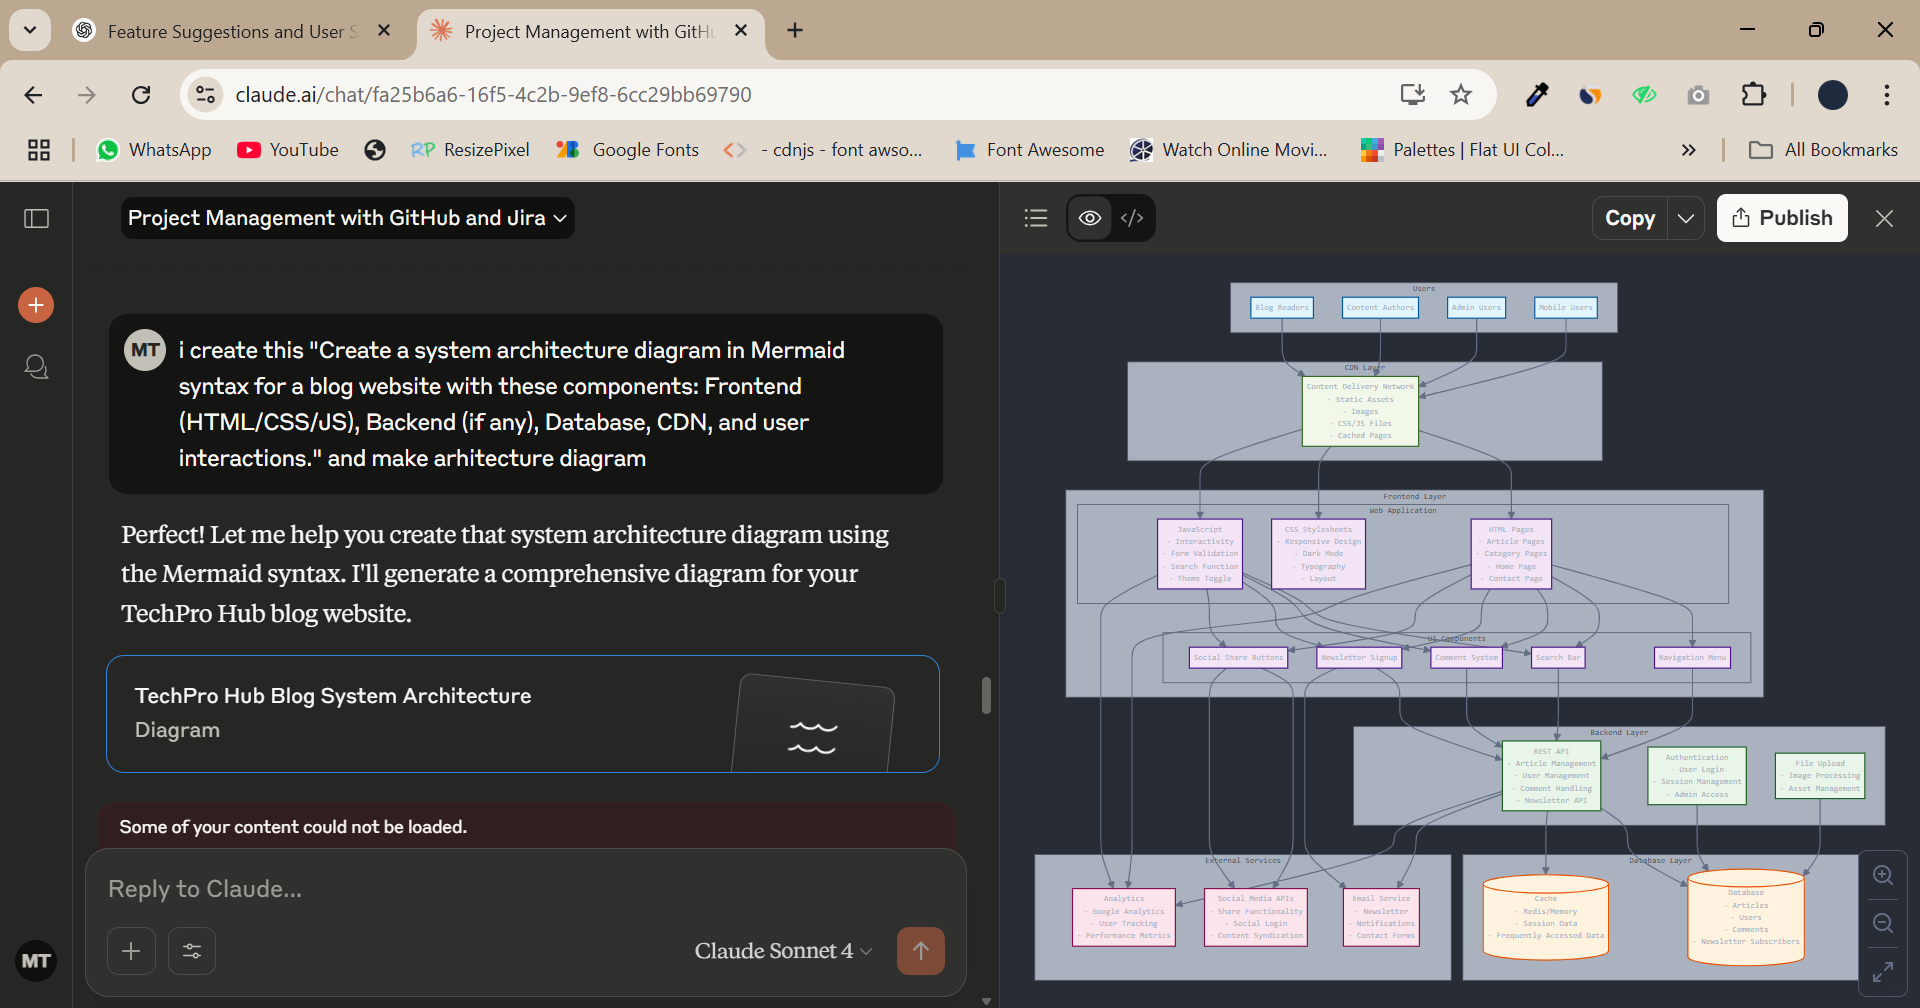 Feature Suggestions and User S
Project Management with GitHu
claude.ai/chat/fa25b6a6-16f5-4c2b-9ef8-6cc29bb69790
WhatsApp
YouTube
ResizePixel
Google Fonts
- cdnjs - font awso...
Font Awesome
Watch Online Movi...
Palettes | Flat UI Col...
All Bookmarks
Project Management with GitHub and Jira
MT
i create this "Create a system architecture diagram in Mermaid
syntax for a blog website with these components: Frontend
(HTML/CSS/JS), Backend (if any), Database, CDN, and user
interactions." and make arhitecture diagram
Perfect! Let me help you create that system architecture diagram using
the Mermaid syntax. I'll generate a comprehensive diagram for your
TechPro Hub blog website.
TechPro Hub Blog System Architecture
Diagram
Some of your content could not be loaded.
Reply to Claude...
Claude Sonnet 4
MT
Copy
Publish
Users
Blog Readers
Content Authors
Admin Users
Mobile Users
CDN Layer
Content Delivery Network
- Static Assets
- Images
- CSS/JS Files
- Cached Pages
Frontend Layer
Web Application
JavaScript
- Interactivity
- Form Validation
- Search Function
- Theme Toggle
CSS Stylesheets
- Responsive Design
- Dark Mode
- Typography
- Layout
HTML Pages
- Article Pages
- Category Pages
- Home Page
- Contact Page
UI Components
Social Share Buttons
Newsletter Signup
Comment System
Search Bar
Navigation Menu
Backend Layer
REST API
- Article Management
- User Management
- Comment Handling
- Newsletter API
Authentication
- User Login
- Session Management
- Admin Access
File Upload
- Image Processing
- Asset Management
External Services
Analytics
- Google Analytics
- User Tracking
- Performance Metrics
Social Media APIs
- Share Functionality
- Social Login
- Content Syndication
Email Service
- Newsletter
- Notifications
- Contact Forms
Database Layer
Cache
- Redis/Memory
- Session Data
- Frequently Accessed Data
Database
- Articles
- Users
- Comments
- Newsletter Subscribers